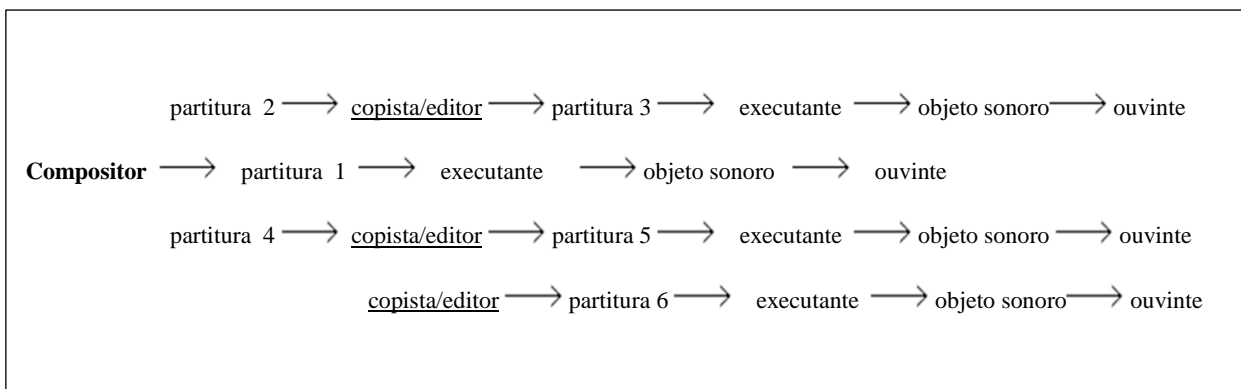 partitura 2 ⟶ copista/editor ⟶ partitura 3 ⟶ executante ⟶ objeto sonoro ⟶ ouvinte
Compositor ⟶ partitura 1 ⟶ executante ⟶ objeto sonoro ⟶ ouvinte
partitura 4 ⟶ copista/editor ⟶ partitura 5 ⟶ executante ⟶ objeto sonoro ⟶ ouvinte
copista/editor ⟶ partitura 6 ⟶ executante ⟶ objeto sonoro ⟶ ouvinte